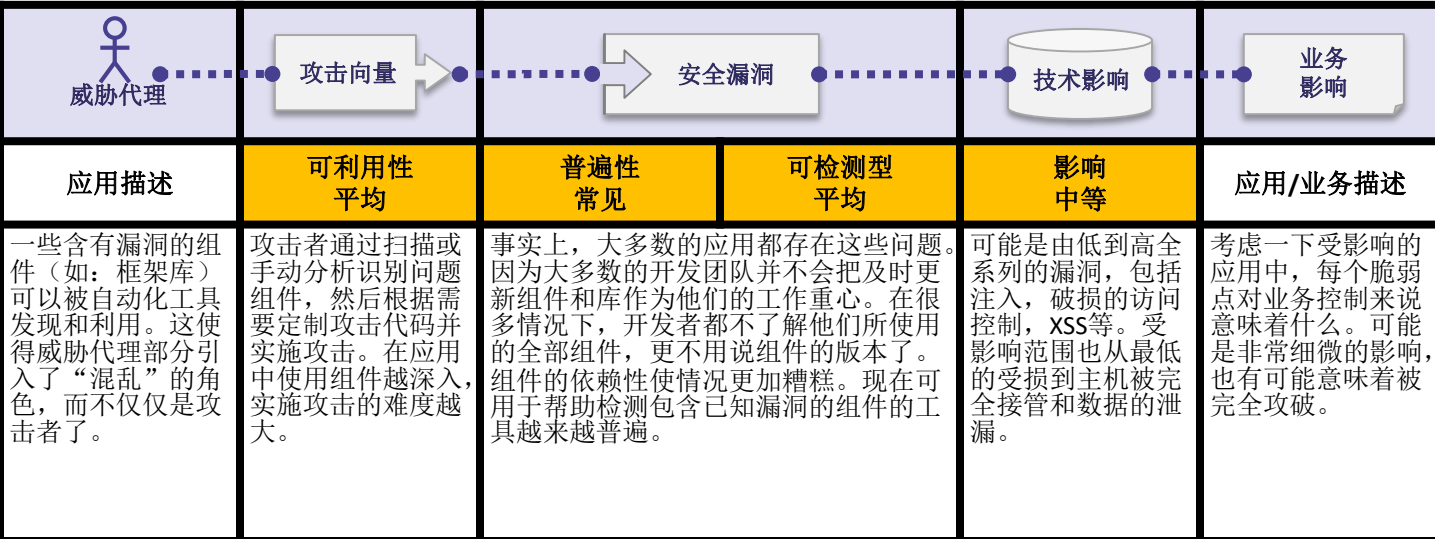 威胁代理
攻击向量
安全漏洞
技术影响
业务
影响
应用描述
可利用性
平均
普遍性
常见
可检测型
平均
影响
中等
应用/业务描述
一些含有漏洞的组
件（如：框架库）
可以被自动化工具
发现和利用。这使
得威胁代理部分引
入了“混乱”的角
色，而不仅仅是攻
击者了。
攻击者通过扫描或
手动分析识别问题
组件，然后根据需
要定制攻击代码并
实施攻击。在应用
中使用组件越深入，
实施攻击的难度越
大。
事实上，大多数的应用都存在这些问题。
因为大多数的开发团队并不会把及时更
新组件和库作为他们的工作重心。在很
多情况下，开发者都不了解他们所使用
的全部组件，更不用说组件的版本了。
组件的依赖性使情况更加糟糕。现在可
用于帮助检测包含已知漏洞的组件的工
具越来越普遍。
可能是由低到高全
系列的漏洞，包括
注入，破损的访问
控制，XSS等。受
影响范围也从最低
的受损到主机被完
全接管和数据的泄
漏。
考虑一下受影响的
应用中，每个脆弱
点对业务控制来说
意味着什么。可能
是非常细微的影响，
也有可能意味着被
完全攻破。